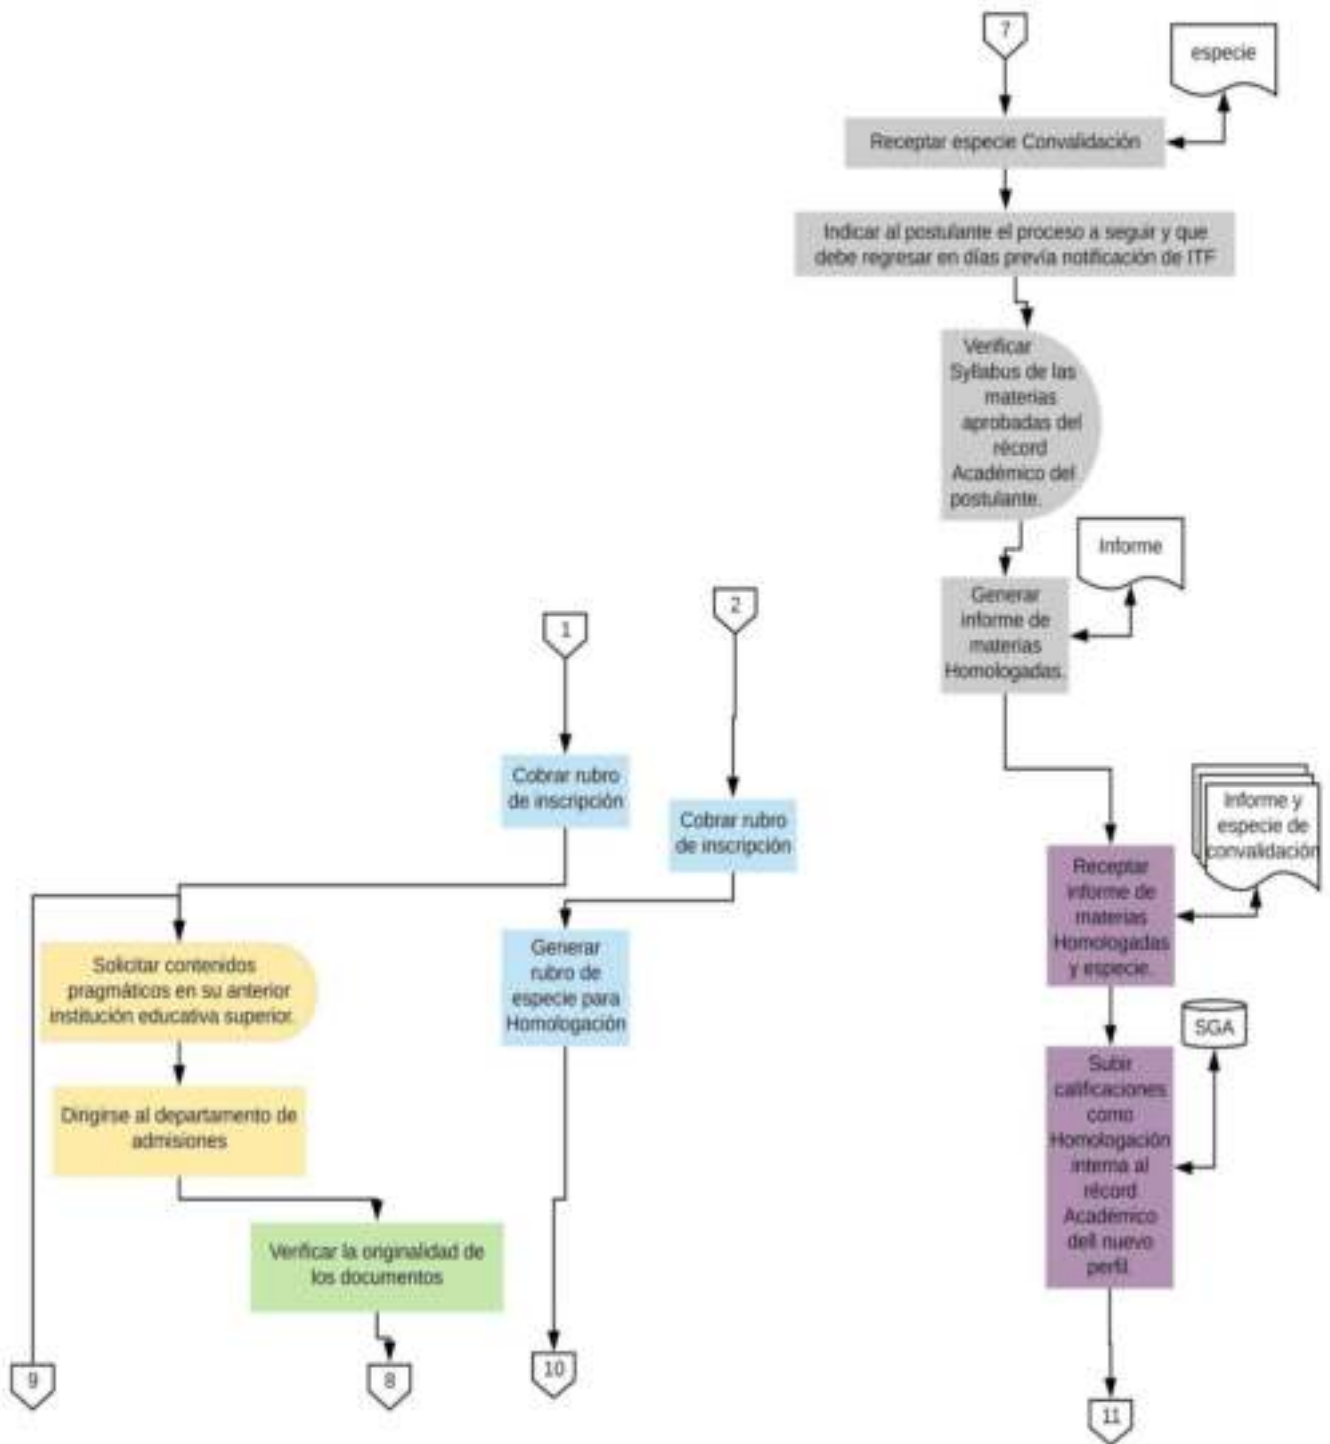 7
especie
Receptar especie Convalidación
Indicar al postulante el proceso a seguir y que
debe regresar en días previa notificación de ITF
Verificar
Syllabus de las
materias
aprobadas del
récord
Académico del
postulante.
Informe
Generar
informe de
materias
Homologadas.
1
2
Cobrar rubro
de inscripción
Cobrar rubro
de inscripción
Informe y
especie de
convalidación
Receptar
informe de
materias
Homologadas
y especie.
Solicitar contenidos
pragmáticos en su anterior
institución educativa superior.
Generar
rubro de
especie para
Homologación
SGA
Subir
calificaciones
como
Homologación
interna al
récord
Académico
dell nuevo
perfil.
Dirigirse al departamento de
admisiones
Verificar la originalidad de
los documentos
9
8
10
11